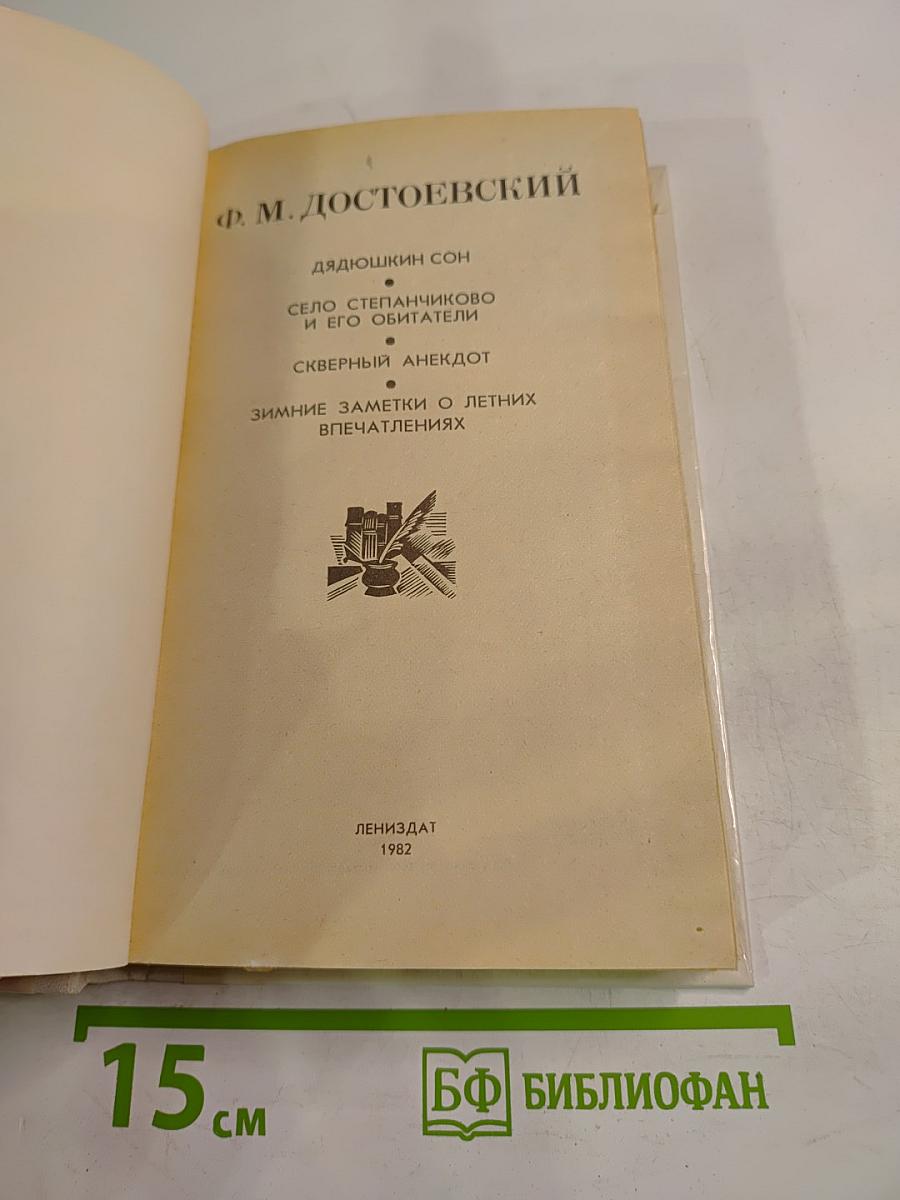 Ф. М. ДОСТОЕВСКИЙ
ДЯДЮШКИН СОН
СЕЛО СТЕПАНЧИКОВО
И ЕГО ОБИТАТЕЛИ
СКВЕРНЫЙ АНЕКДОТ
ЗИМНИЕ ЗАМЕТКИ О ЛЕТНИХ
ВПЕЧАТЛЕНИЯХ
ЛЕНИЗДАТ
1982
15 см
БФ БИБЛИОФАН